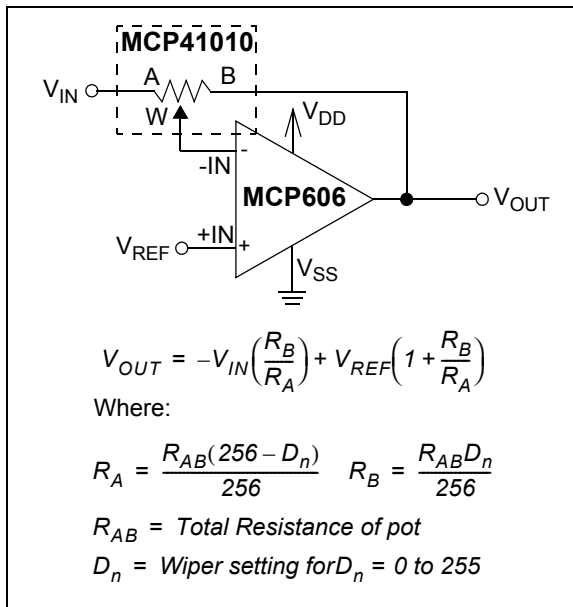 MCP41010
A B
V_IN
W
V_DD
-
-IN
MCP606
V_OUT
+IN
V_REF
+
V_SS
V_OUT = -V_IN(R_B/R_A) + V_REF(1 + R_B/R_A)
Where:
R_A = R_AB(256 - D_n)/256 R_B = R_AB D_n/256
R_AB = Total Resistance of pot
D_n = Wiper setting forD_n = 0 to 255